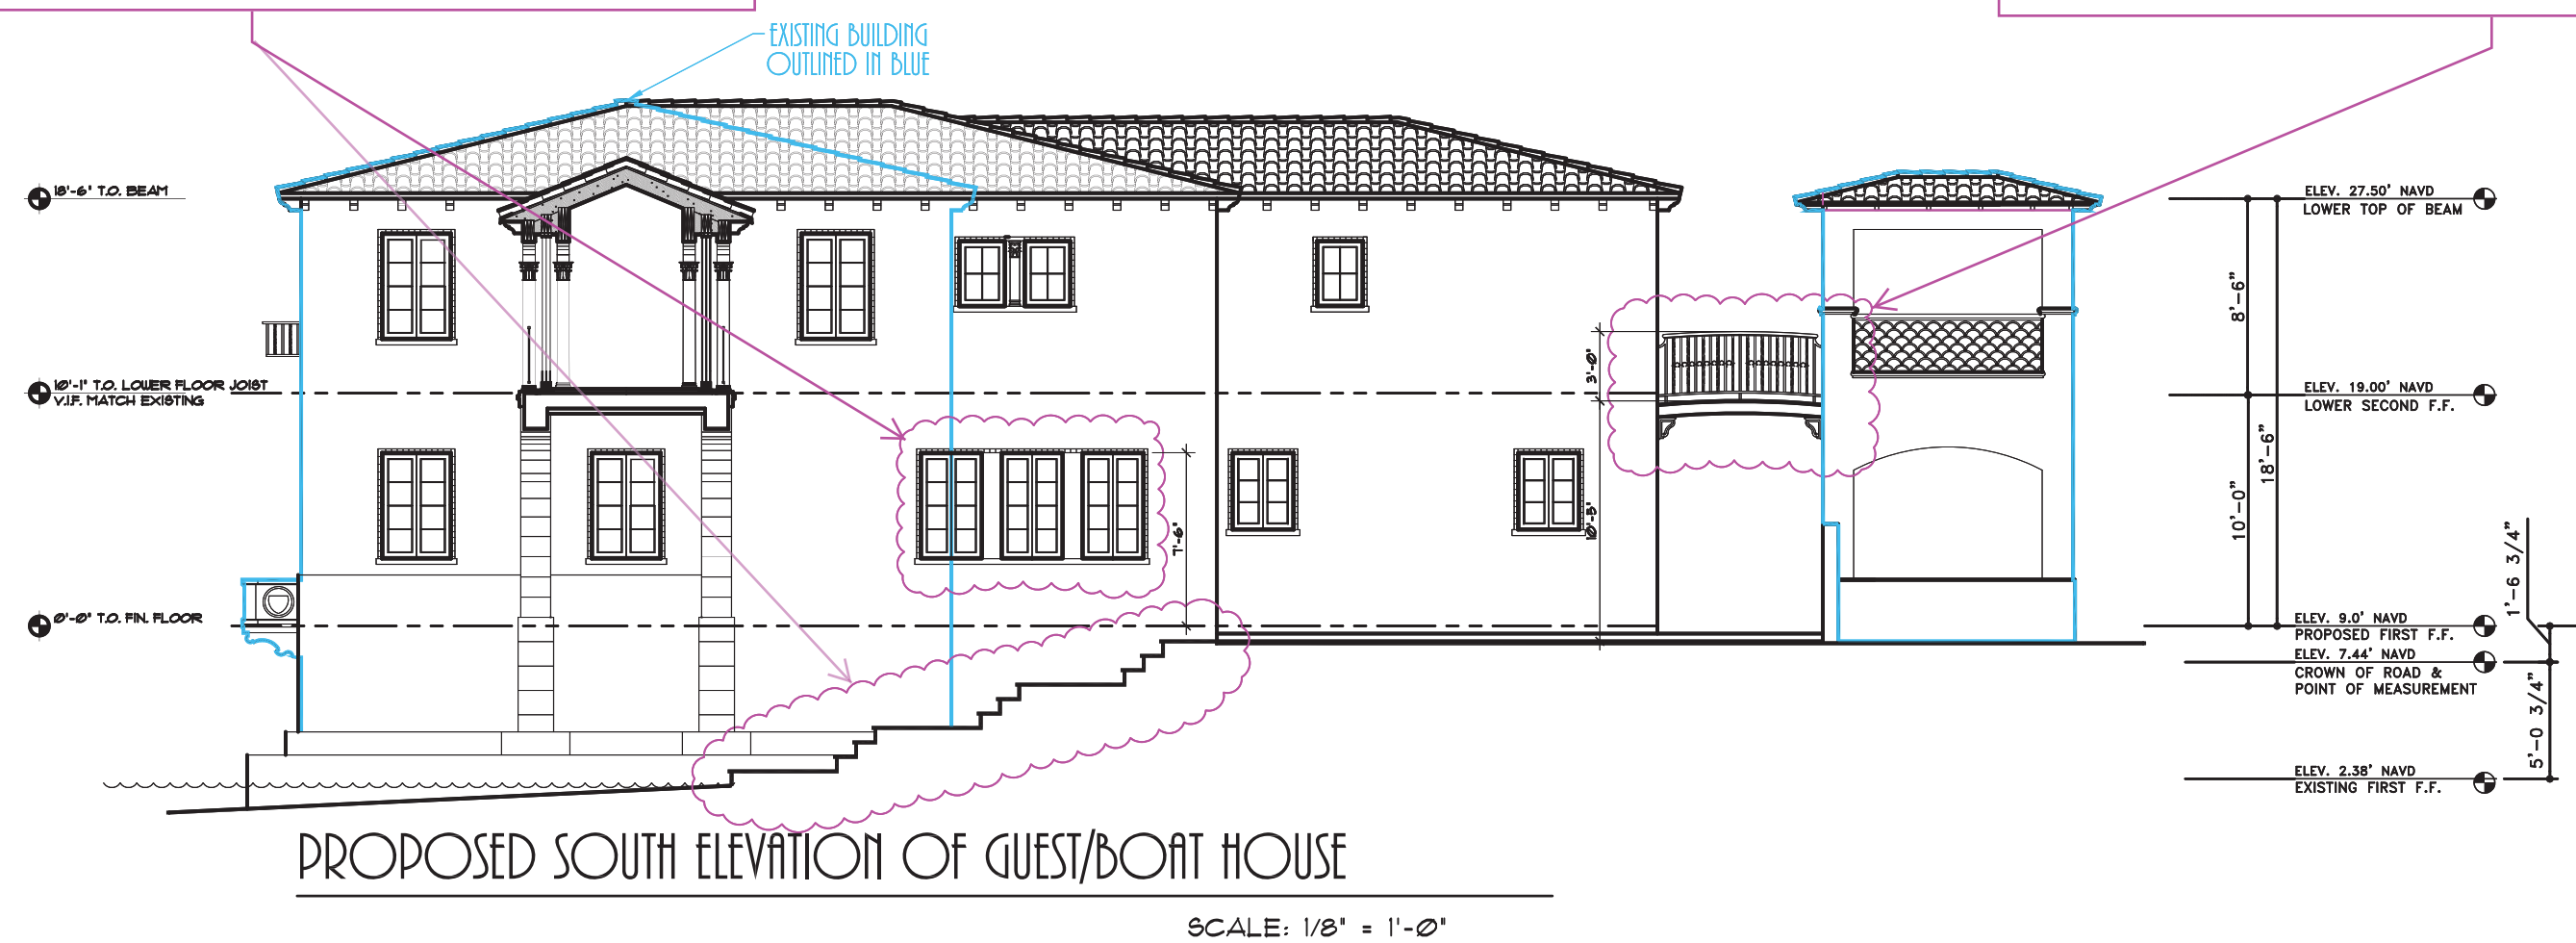 EXISTING BUILDING
OUTLINED IN BLUE
18'-6" T.O. BEAM
10'-1" T.O. LOWER FLOOR JOIST
V.I.F. MATCH EXISTING
0'-0" T.O. FIN. FLOOR
7'-6"
3'-0"
10'-5"
ELEV. 27.50' NAVD
LOWER TOP OF BEAM
8'-6"
ELEV. 19.00' NAVD
LOWER SECOND F.F.
18'-6"
10'-0"
1'-6 3/4"
ELEV. 9.0' NAVD
PROPOSED FIRST F.F.
ELEV. 7.44' NAVD
CROWN OF ROAD &
POINT OF MEASUREMENT
5'-0 3/4"
ELEV. 2.38' NAVD
EXISTING FIRST F.F.
PROPOSED SOUTH ELEVATION OF GUEST/BOAT HOUSE
SCALE: 1/8" = 1'-0"